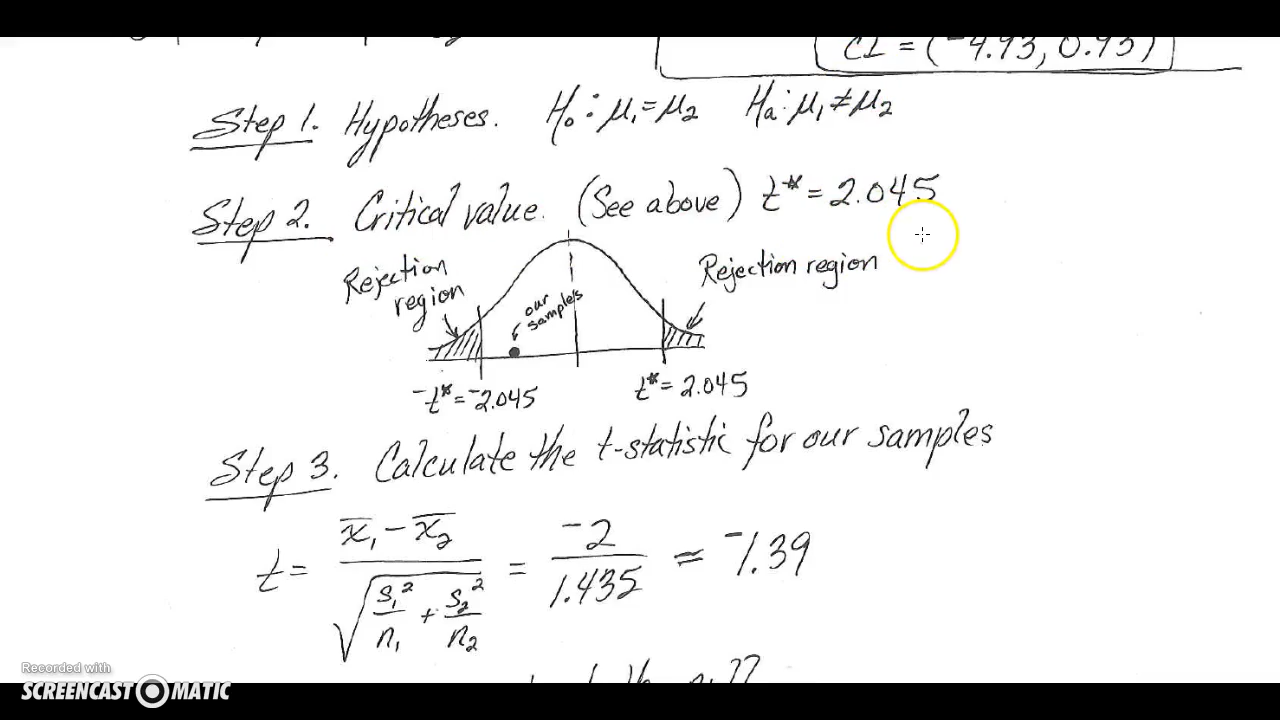 CI = (⁻4.93, 0.93)
Step 1. Hypotheses. H₀: μ₁=μ₂ Hₐ: μ₁≠μ₂
Step 2. Critical value. (See above) t* = 2.045
Rejection region
Rejection region
our samples
⁻t* = ⁻2.045
t* = 2.045
Step 3. Calculate the t-statistic for our samples
t = (x̄₁ − x̄₂) / √(s₁²/n₁ + s₂²/n₂) = ⁻2/1.435 ≈ ⁻1.39
Recorded with
SCREENCAST-O-MATIC